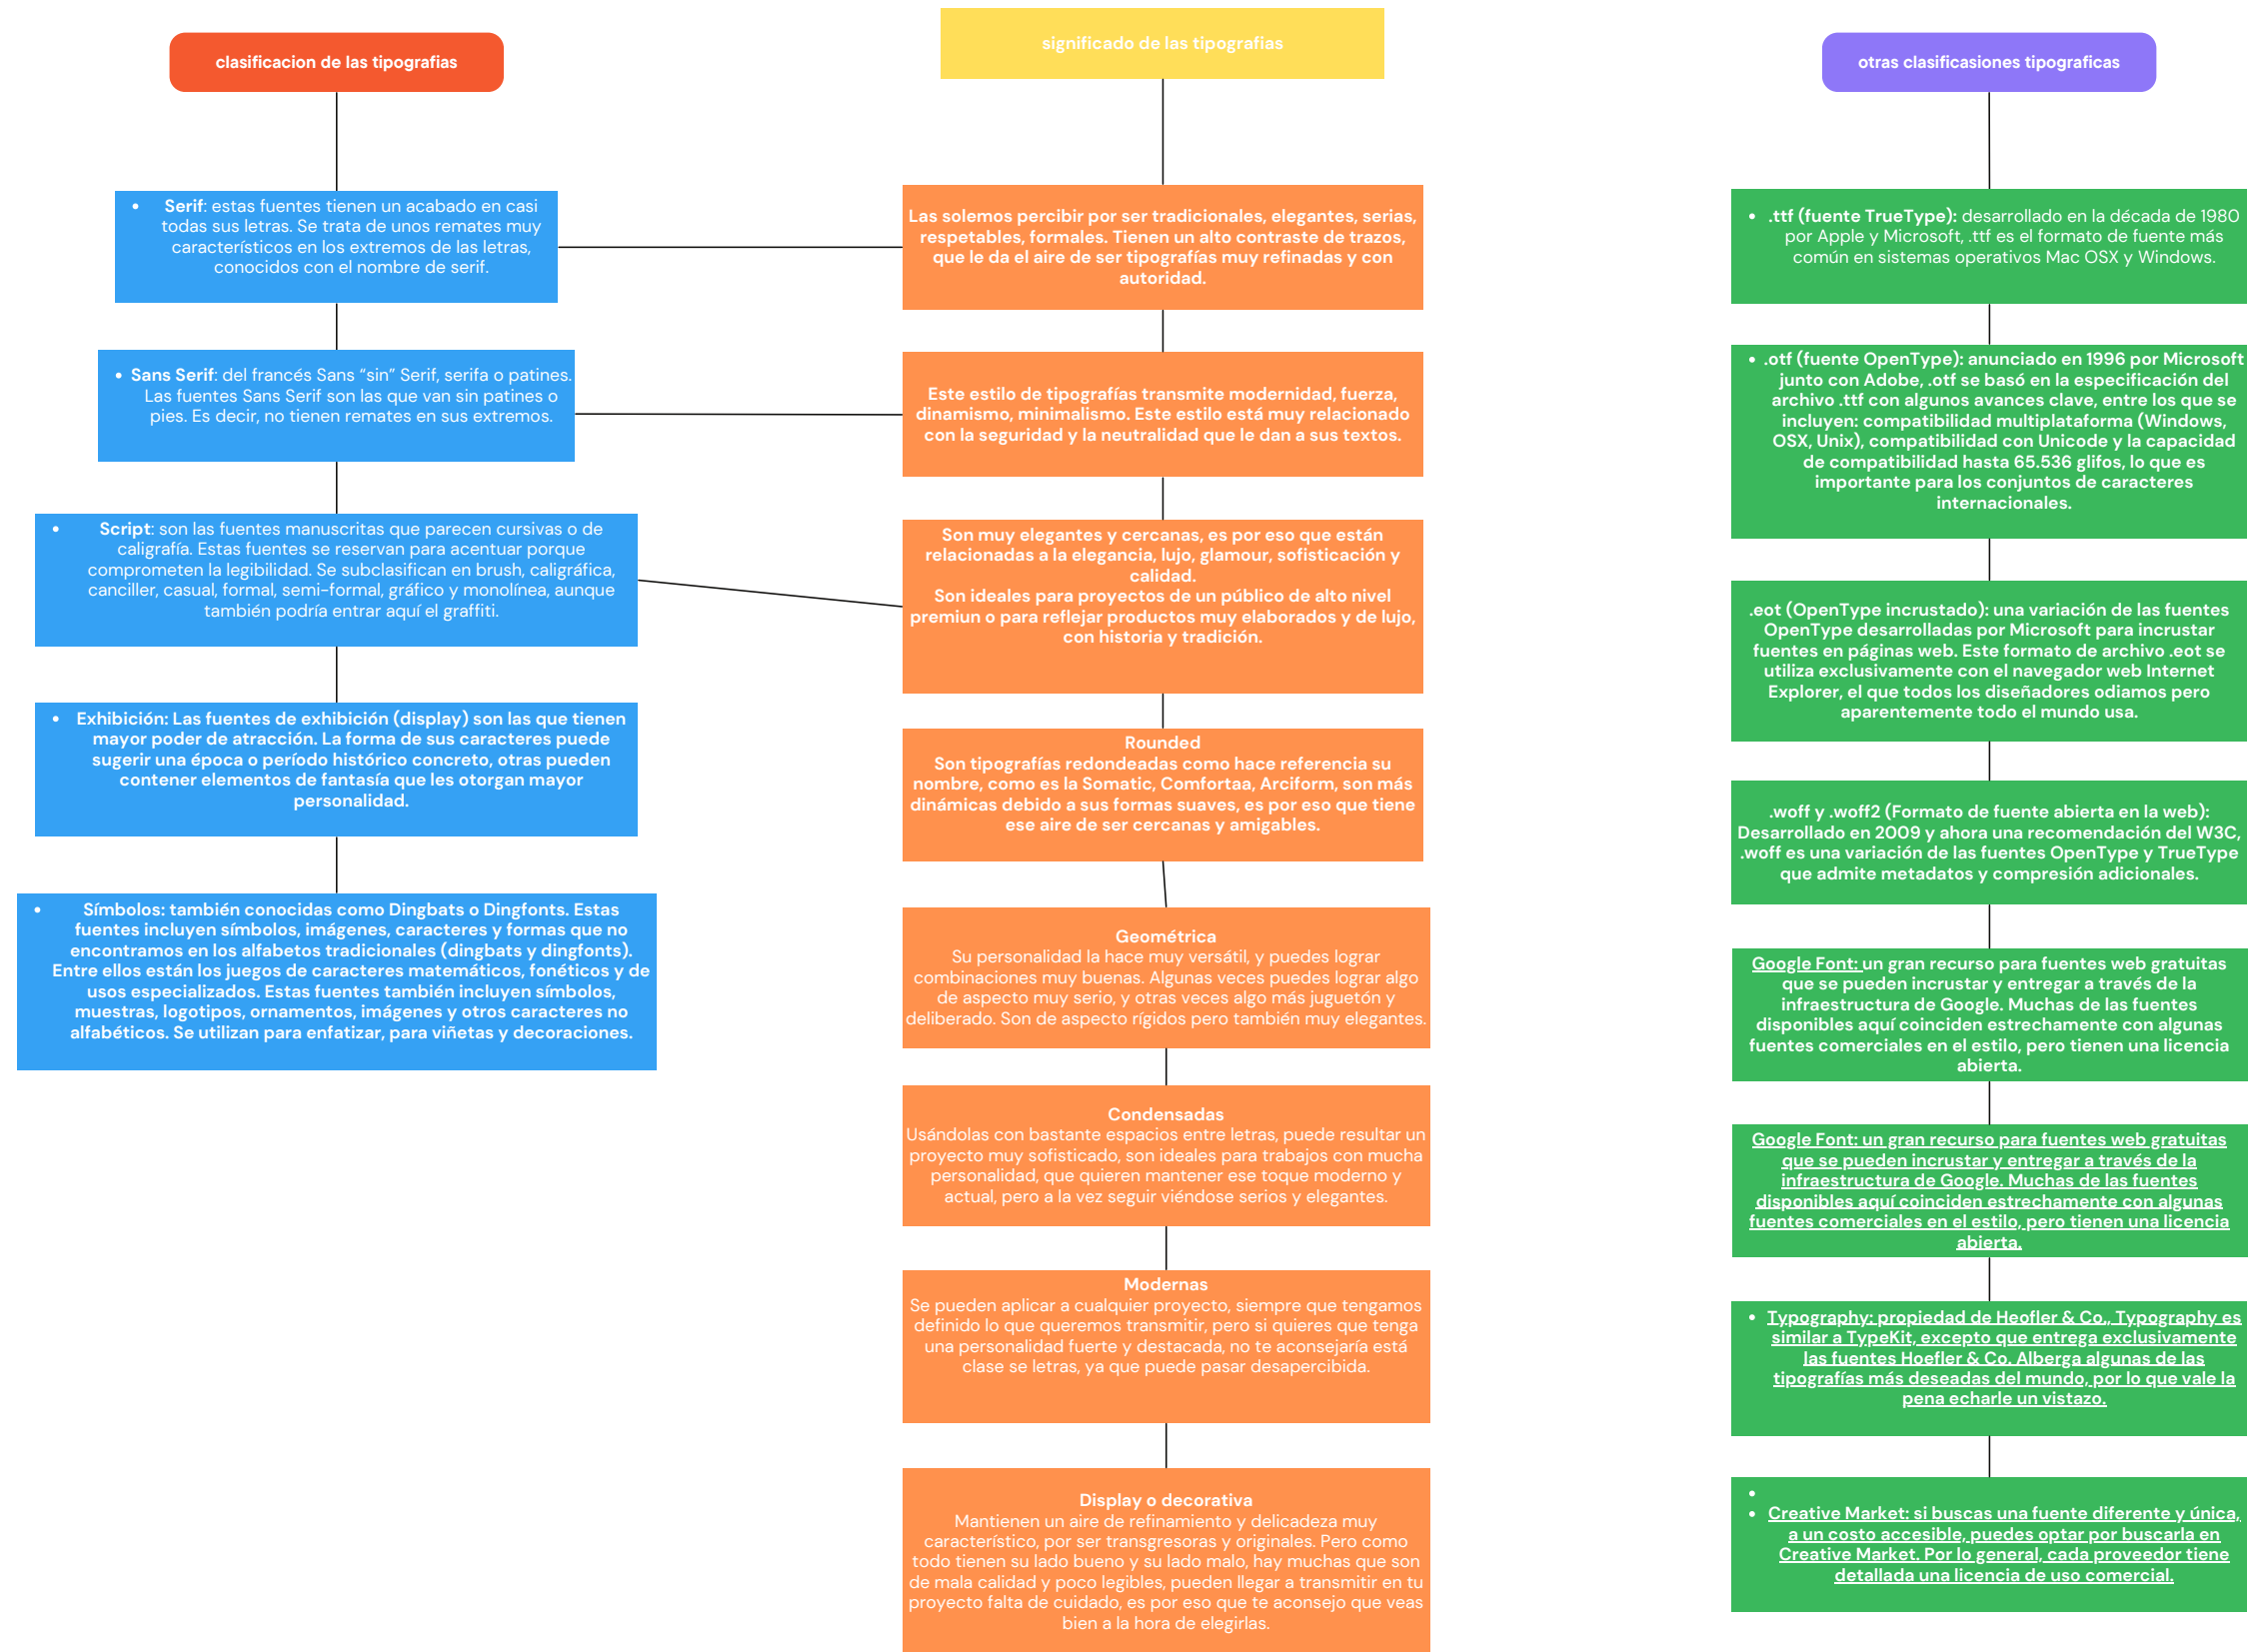 clasificacion de las tipografias
• Serif: estas fuentes tienen un acabado en casi
todas sus letras. Se trata de unos remates muy
característicos en los extremos de las letras,
conocidos con el nombre de serif.
• Sans Serif: del francés Sans “sin” Serif, serifa o patines.
Las fuentes Sans Serif son las que van sin patines o
pies. Es decir, no tienen remates en sus extremos.
• Script: son las fuentes manuscritas que parecen cursivas o de
caligrafía. Estas fuentes se reservan para acentuar porque
comprometen la legibilidad. Se subclasifican en brush, caligráfica,
canciller, casual, formal, semi-formal, gráfico y monolínea, aunque
también podría entrar aquí el graffiti.
• Exhibición: Las fuentes de exhibición (display) son las que tienen
mayor poder de atracción. La forma de sus caracteres puede
sugerir una época o período histórico concreto, otras pueden
contener elementos de fantasía que les otorgan mayor
personalidad.
• Símbolos: también conocidas como Dingbats o Dingfonts. Estas
fuentes incluyen símbolos, imágenes, caracteres y formas que no
encontramos en los alfabetos tradicionales (dingbats y dingfonts).
Entre ellos están los juegos de caracteres matemáticos, fonéticos y de
usos especializados. Estas fuentes también incluyen símbolos,
muestras, logotipos, ornamentos, imágenes y otros caracteres no
alfabéticos. Se utilizan para enfatizar, para viñetas y decoraciones.
significado de las tipografias
Las solemos percibir por ser tradicionales, elegantes, serias,
respetables, formales. Tienen un alto contraste de trazos,
que le da el aire de ser tipografías muy refinadas y con
autoridad.
Este estilo de tipografías transmite modernidad, fuerza,
dinamismo, minimalismo. Este estilo está muy relacionado
con la seguridad y la neutralidad que le dan a sus textos.
Son muy elegantes y cercanas, es por eso que están
relacionadas a la elegancia, lujo, glamour, sofisticación y
calidad.
Son ideales para proyectos de un público de alto nivel
premiun o para reflejar productos muy elaborados y de lujo,
con historia y tradición.
Rounded
Son tipografías redondeadas como hace referencia su
nombre, como es la Somatic, Comfortaa, Arciform, son más
dinámicas debido a sus formas suaves, es por eso que tiene
ese aire de ser cercanas y amigables.
Geométrica
Su personalidad la hace muy versátil, y puedes lograr
combinaciones muy buenas. Algunas veces puedes lograr algo
de aspecto muy serio, y otras veces algo más juguetón y
deliberado. Son de aspecto rígidos pero también muy elegantes.
Condensadas
Usándolas con bastante espacios entre letras, puede resultar un
proyecto muy sofisticado, son ideales para trabajos con mucha
personalidad, que quieren mantener ese toque moderno y
actual, pero a la vez seguir viéndose serios y elegantes.
Modernas
Se pueden aplicar a cualquier proyecto, siempre que tengamos
definido lo que queremos transmitir, pero si quieres que tenga
una personalidad fuerte y destacada, no te aconsejaría está
clase se letras, ya que puede pasar desapercibida.
Display o decorativa
Mantienen un aire de refinamiento y delicadeza muy
característico, por ser transgresoras y originales. Pero como
todo tienen su lado bueno y su lado malo, hay muchas que son
de mala calidad y poco legibles, pueden llegar a transmitir en tu
proyecto falta de cuidado, es por eso que te aconsejo que veas
bien a la hora de elegirlas.
otras clasificasiones tipograficas
• .ttf (fuente TrueType): desarrollado en la década de 1980
por Apple y Microsoft, .ttf es el formato de fuente más
común en sistemas operativos Mac OSX y Windows.
• .otf (fuente OpenType): anunciado en 1996 por Microsoft
junto con Adobe, .otf se basó en la especificación del
archivo .ttf con algunos avances clave, entre los que se
incluyen: compatibilidad multiplataforma (Windows,
OSX, Unix), compatibilidad con Unicode y la capacidad
de compatibilidad hasta 65.536 glifos, lo que es
importante para los conjuntos de caracteres
internacionales.
.eot (OpenType incrustado): una variación de las fuentes
OpenType desarrolladas por Microsoft para incrustar
fuentes en páginas web. Este formato de archivo .eot se
utiliza exclusivamente con el navegador web Internet
Explorer, el que todos los diseñadores odiamos pero
aparentemente todo el mundo usa.
.woff y .woff2 (Formato de fuente abierta en la web):
Desarrollado en 2009 y ahora una recomendación del W3C,
.woff es una variación de las fuentes OpenType y TrueType
que admite metadatos y compresión adicionales.
Google Font: un gran recurso para fuentes web gratuitas
que se pueden incrustar y entregar a través de la
infraestructura de Google. Muchas de las fuentes
disponibles aquí coinciden estrechamente con algunas
fuentes comerciales en el estilo, pero tienen una licencia
abierta.
Google Font: un gran recurso para fuentes web gratuitas
que se pueden incrustar y entregar a través de la
infraestructura de Google. Muchas de las fuentes
disponibles aquí coinciden estrechamente con algunas
fuentes comerciales en el estilo, pero tienen una licencia
abierta.
• Typography: propiedad de Heofler & Co., Typography es
similar a TypeKit, excepto que entrega exclusivamente
las fuentes Hoefler & Co. Alberga algunas de las
tipografías más deseadas del mundo, por lo que vale la
pena echarle un vistazo.
•
• Creative Market: si buscas una fuente diferente y única,
a un costo accesible, puedes optar por buscarla en
Creative Market. Por lo general, cada proveedor tiene
detallada una licencia de uso comercial.